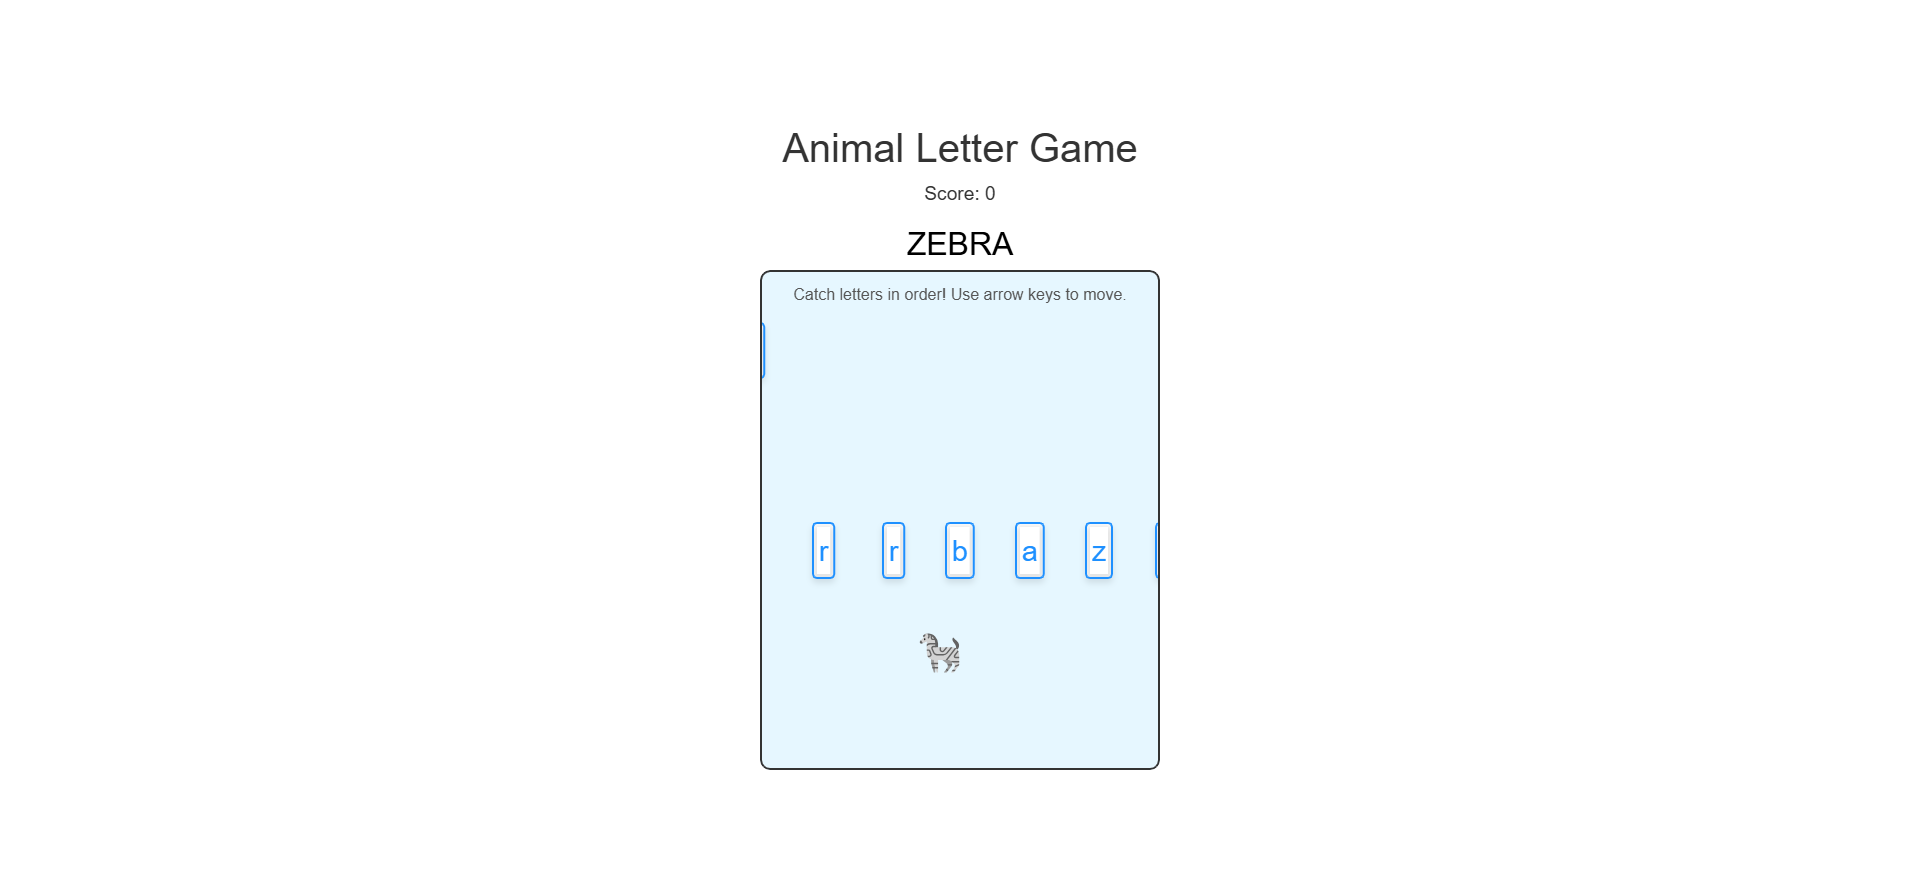 Animal Letter Game
Score: 0
ZEBRA
Catch letters in order! Use arrow keys to move.
r r b a z